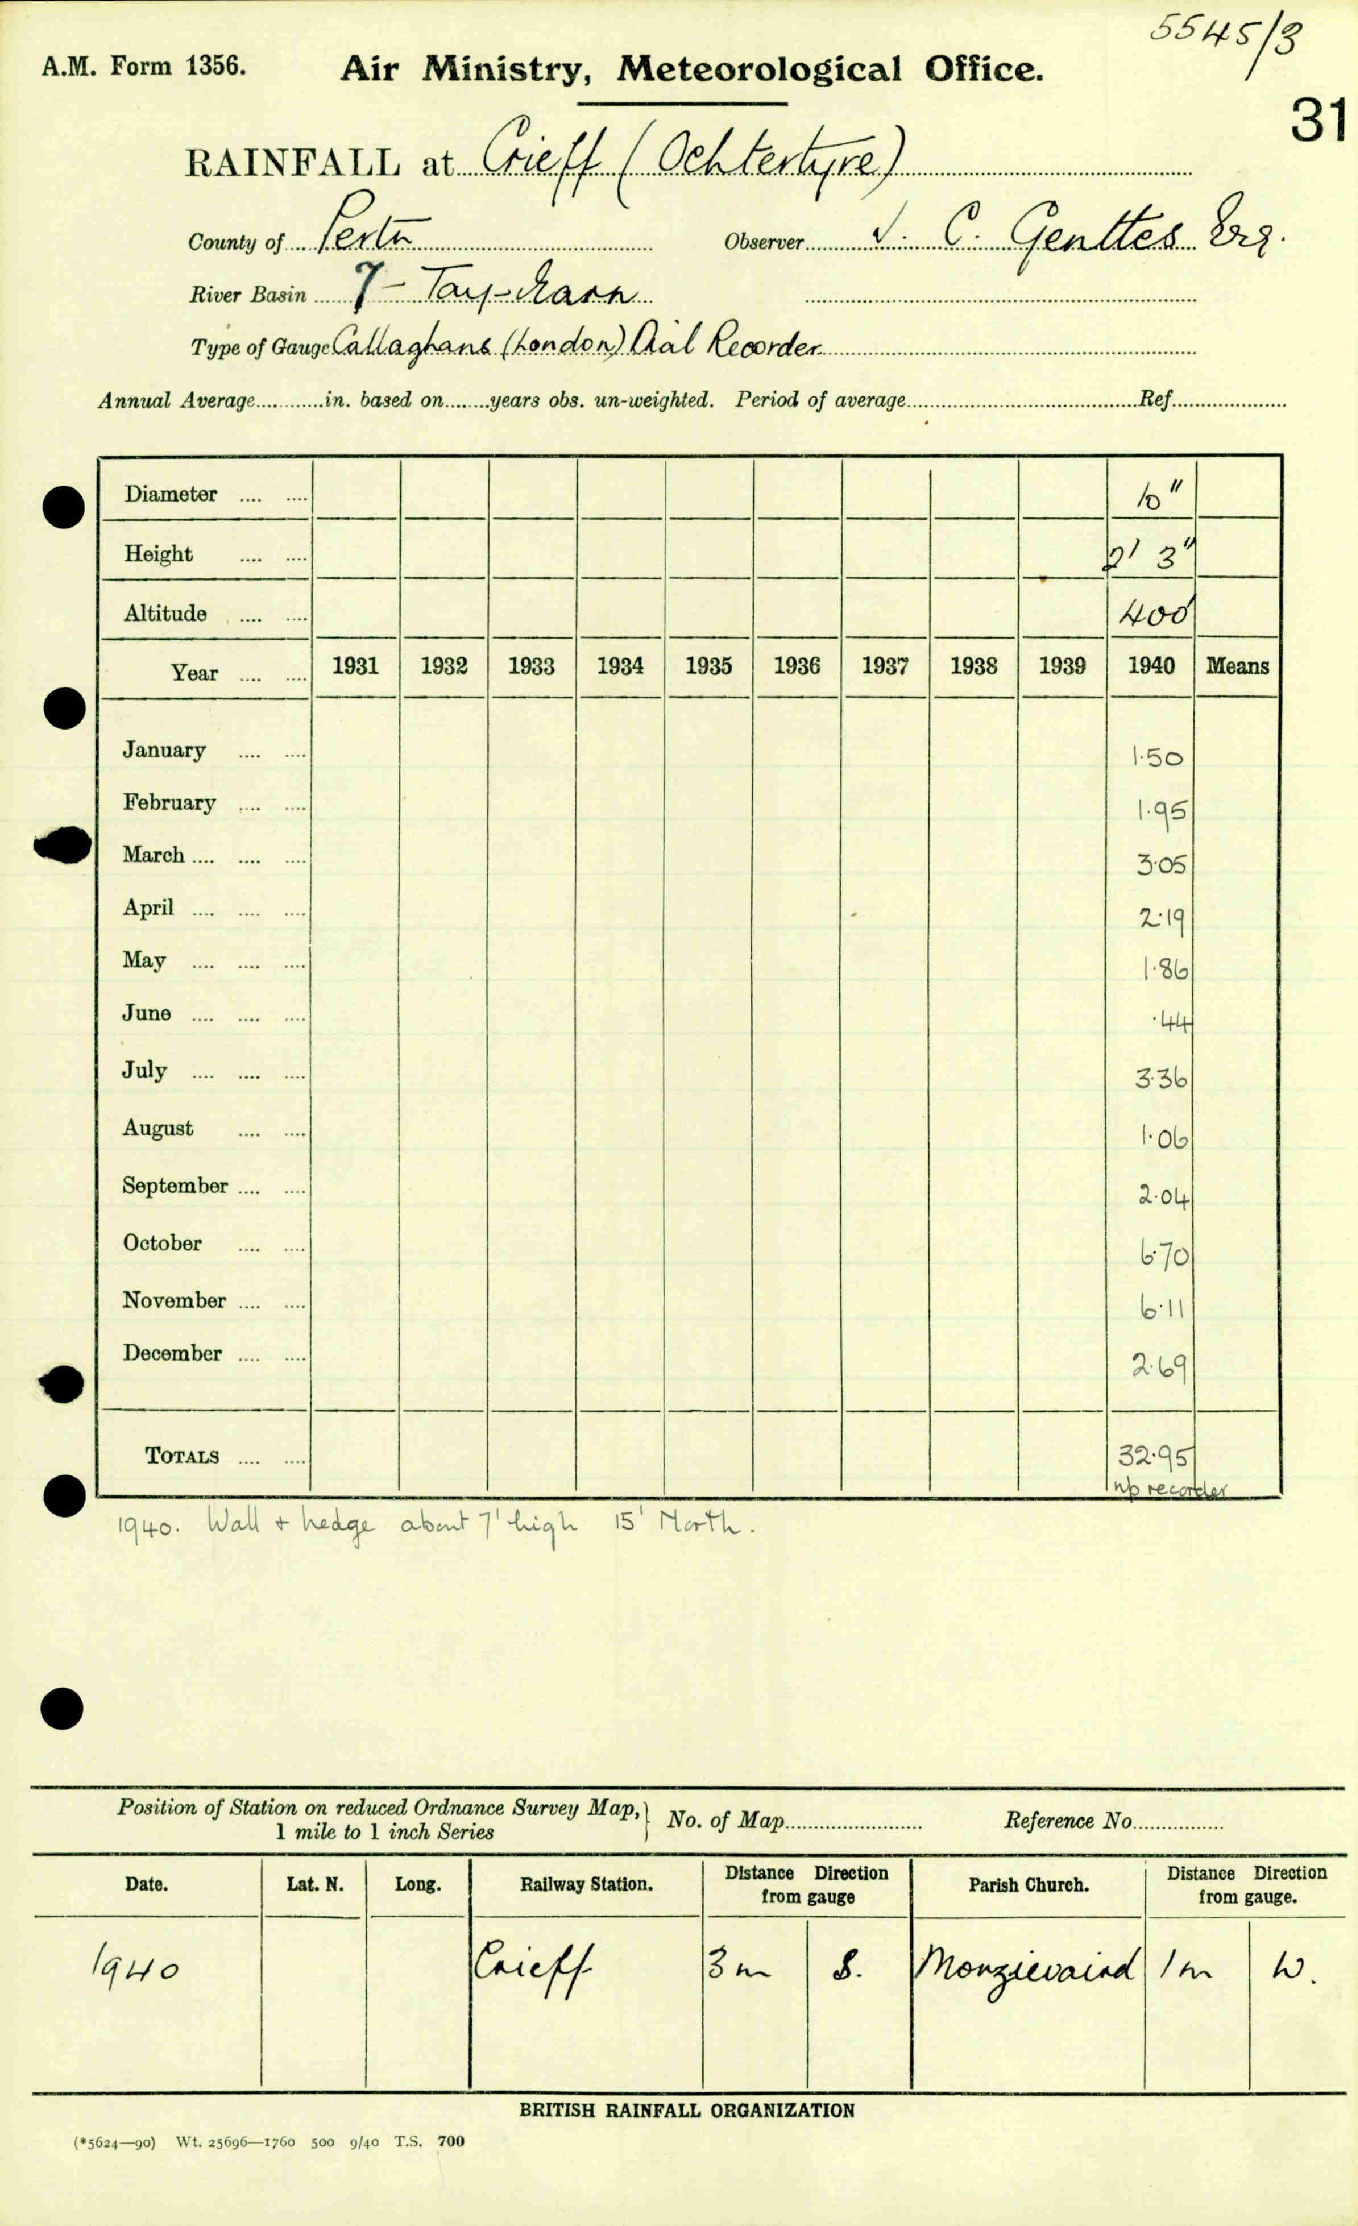 5545/3
A.M. Form 1356. Air Ministry, Meteorological Office.
31
RAINFALL at Crieff (Ochtertyre)
County of Perth Observer J. C. Genttes Esq.
River Basin 7 - Tay-Earn
Type of Gauge Callaghans (London) Dial Recorder
Annual Average............in. based on........years obs. un-weighted. Period of average............Ref............
Diameter .... .... 10"
Height .... .... 2' 3"
Altitude .... .... 400'
Year .... .... 1931 1932 1933 1934 1935 1936 1937 1938 1939 1940 Means
January .... .... 1.50
February .... .... 1.95
March .... .... .... 3.05
April .... .... .... 2.19
May .... .... .... 1.86
June .... .... .... .44
July .... .... .... 3.36
August .... .... 1.06
September .... .... 2.04
October .... .... 6.70
November .... .... 6.11
December .... .... 2.69
TOTALS .... .... 32.95
recorder
1940. Wall + hedge about 7' high 15' North.
Position of Station on reduced Ordnance Survey Map, } No. of Map............ Reference No............
1 mile to 1 inch Series
Date. Lat. N. Long. Railway Station. Distance Direction from gauge Parish Church. Distance Direction from gauge.
1940 Crieff 3 m S. Monzievaird 1 m W.
BRITISH RAINFALL ORGANIZATION
(*5624—90) Wt. 25696—1760 500 9/40 T.S. 700